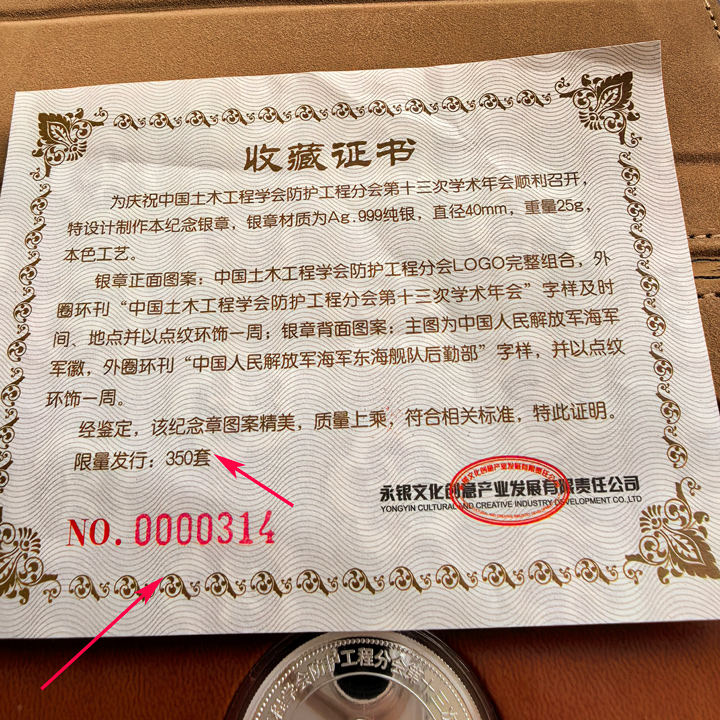 收藏证书
为庆祝中国土木工程学会防护工程分会第十三次学术年会顺利召开，
特设计制作本纪念银章，银章材质为Ag.999纯银，直径40mm，重量25g，
本色工艺。
银章正面图案：中国土木工程学会防护工程分会LOGO完整组合，外
圈环刊“中国土木工程学会防护工程分会第十三次学术年会”字样及时
间、地点并以点纹环饰一周；银章背面图案：主图为中国人民解放军海军
军徽，外圈环刊“中国人民解放军海军东海舰队后勤部”字样，并以点纹
环饰一周。
经鉴定，该纪念章图案精美，质量上乘，符合相关标准，特此证明。
限量发行：350套
永银文化创意产业发展有限责任公司
YONGYIN CULTURAL AND CREATIVE INDUSTRY DEVELOPMENT CO.,LTD
NO.0000314
程学会防护工程分会第十三次